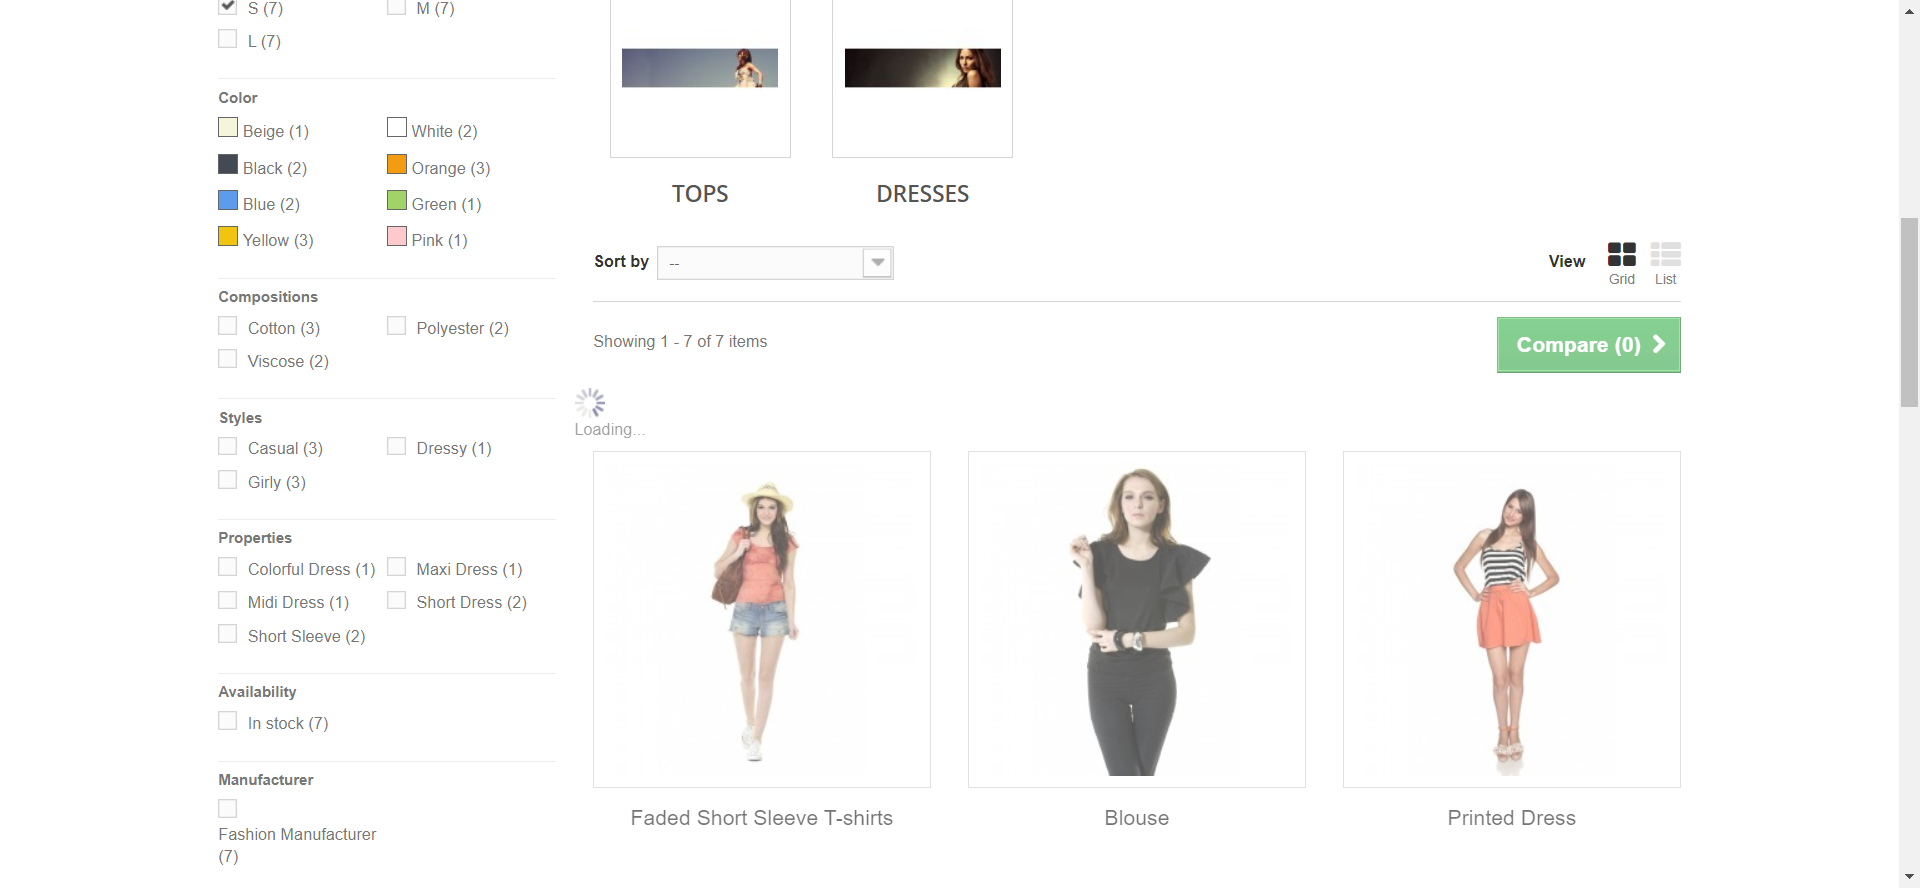 S (7)
M (7)
L (7)
Color
Beige (1)
White (2)
Black (2)
Orange (3)
Blue (2)
Green (1)
Yellow (3)
Pink (1)
Compositions
Cotton (3)
Polyester (2)
Viscose (2)
Styles
Casual (3)
Dressy (1)
Girly (3)
Properties
Colorful Dress (1)
Maxi Dress (1)
Midi Dress (1)
Short Dress (2)
Short Sleeve (2)
Availability
In stock (7)
Manufacturer
Fashion Manufacturer
(7)
TOPS
DRESSES
Sort by
--
View
Grid
List
Showing 1 - 7 of 7 items
Compare (0)
Loading...
Faded Short Sleeve T-shirts
Blouse
Printed Dress